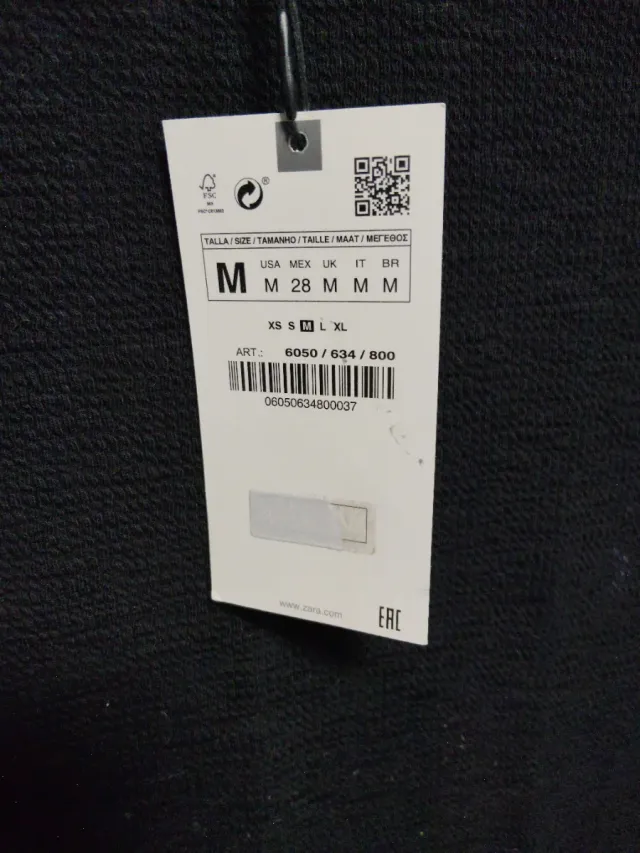 FSC
MIX
TALLA / SIZE / TAMANHO / TAILLE / MAAT / ΜΕΓΕΘΟΣ
M
USA MEX UK IT BR
M 28 M M M
XS S M L XL
ART.: 6050 / 634 / 800
06050634800037
www.zara.com
EAC